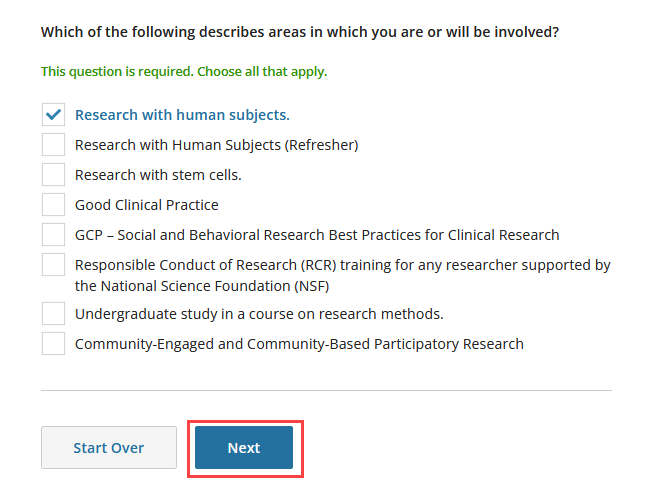 Which of the following describes areas in which you are or will be involved?
This question is required. Choose all that apply.
Research with human subjects.
Research with Human Subjects (Refresher)
Research with stem cells.
Good Clinical Practice
GCP – Social and Behavioral Research Best Practices for Clinical Research
Responsible Conduct of Research (RCR) training for any researcher supported by
the National Science Foundation (NSF)
Undergraduate study in a course on research methods.
Community-Engaged and Community-Based Participatory Research
Start Over
Next